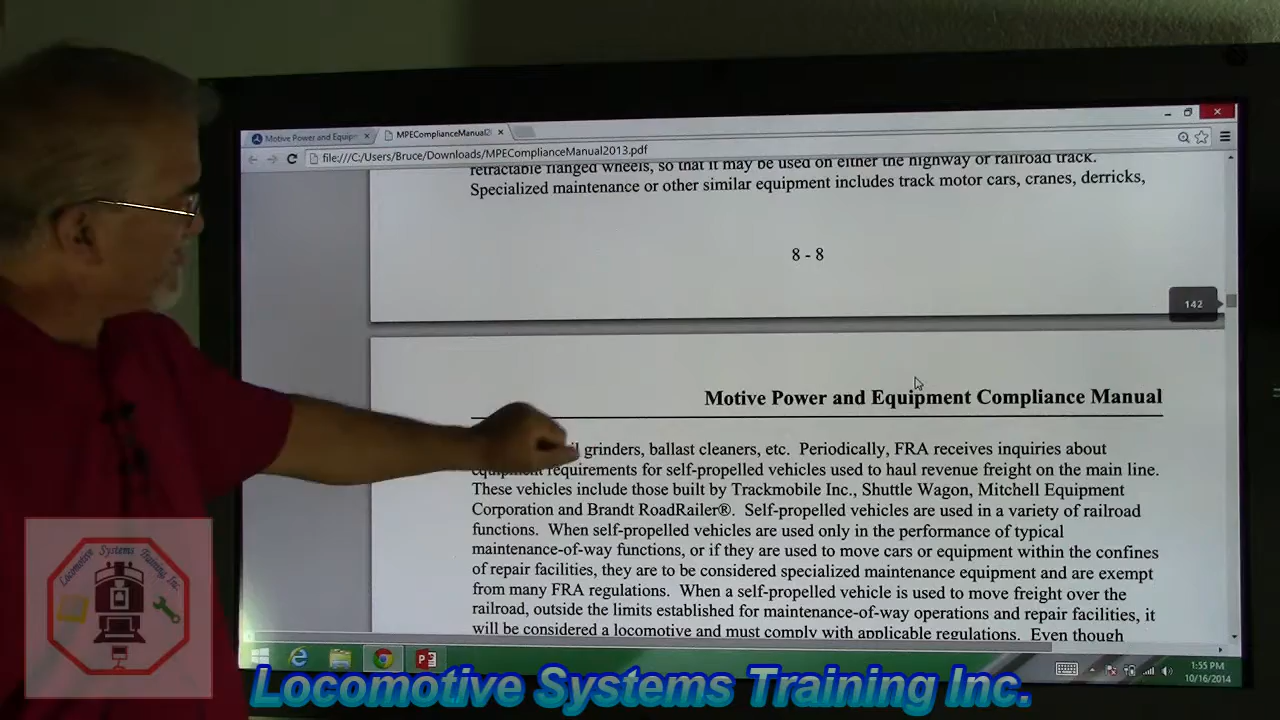 Motive Power and Equip
MPEComplianceManual2
file:///C:/Users/Bruce/Downloads/MPEComplianceManual2013.pdf
retractable flanged wheels, so that it may be used on either the highway or railroad track.
Specialized maintenance or other similar equipment includes track motor cars, cranes, derricks,
8 - 8
142
Motive Power and Equipment Compliance Manual
grinders, ballast cleaners, etc. Periodically, FRA receives inquiries about
equipment requirements for self-propelled vehicles used to haul revenue freight on the main line.
These vehicles include those built by Trackmobile Inc., Shuttle Wagon, Mitchell Equipment
Corporation and Brandt RoadRailer®. Self-propelled vehicles are used in a variety of railroad
functions. When self-propelled vehicles are used only in the performance of typical
maintenance-of-way functions, or if they are used to move cars or equipment within the confines
of repair facilities, they are to be considered specialized maintenance equipment and are exempt
from many FRA regulations. When a self-propelled vehicle is used to move freight over the
railroad, outside the limits established for maintenance-of-way operations and repair facilities, it
will be considered a locomotive and must comply with applicable regulations. Even though
1:55 PM
10/16/2014
Locomotive Systems Training Inc.
Locomotive Systems Training Inc.